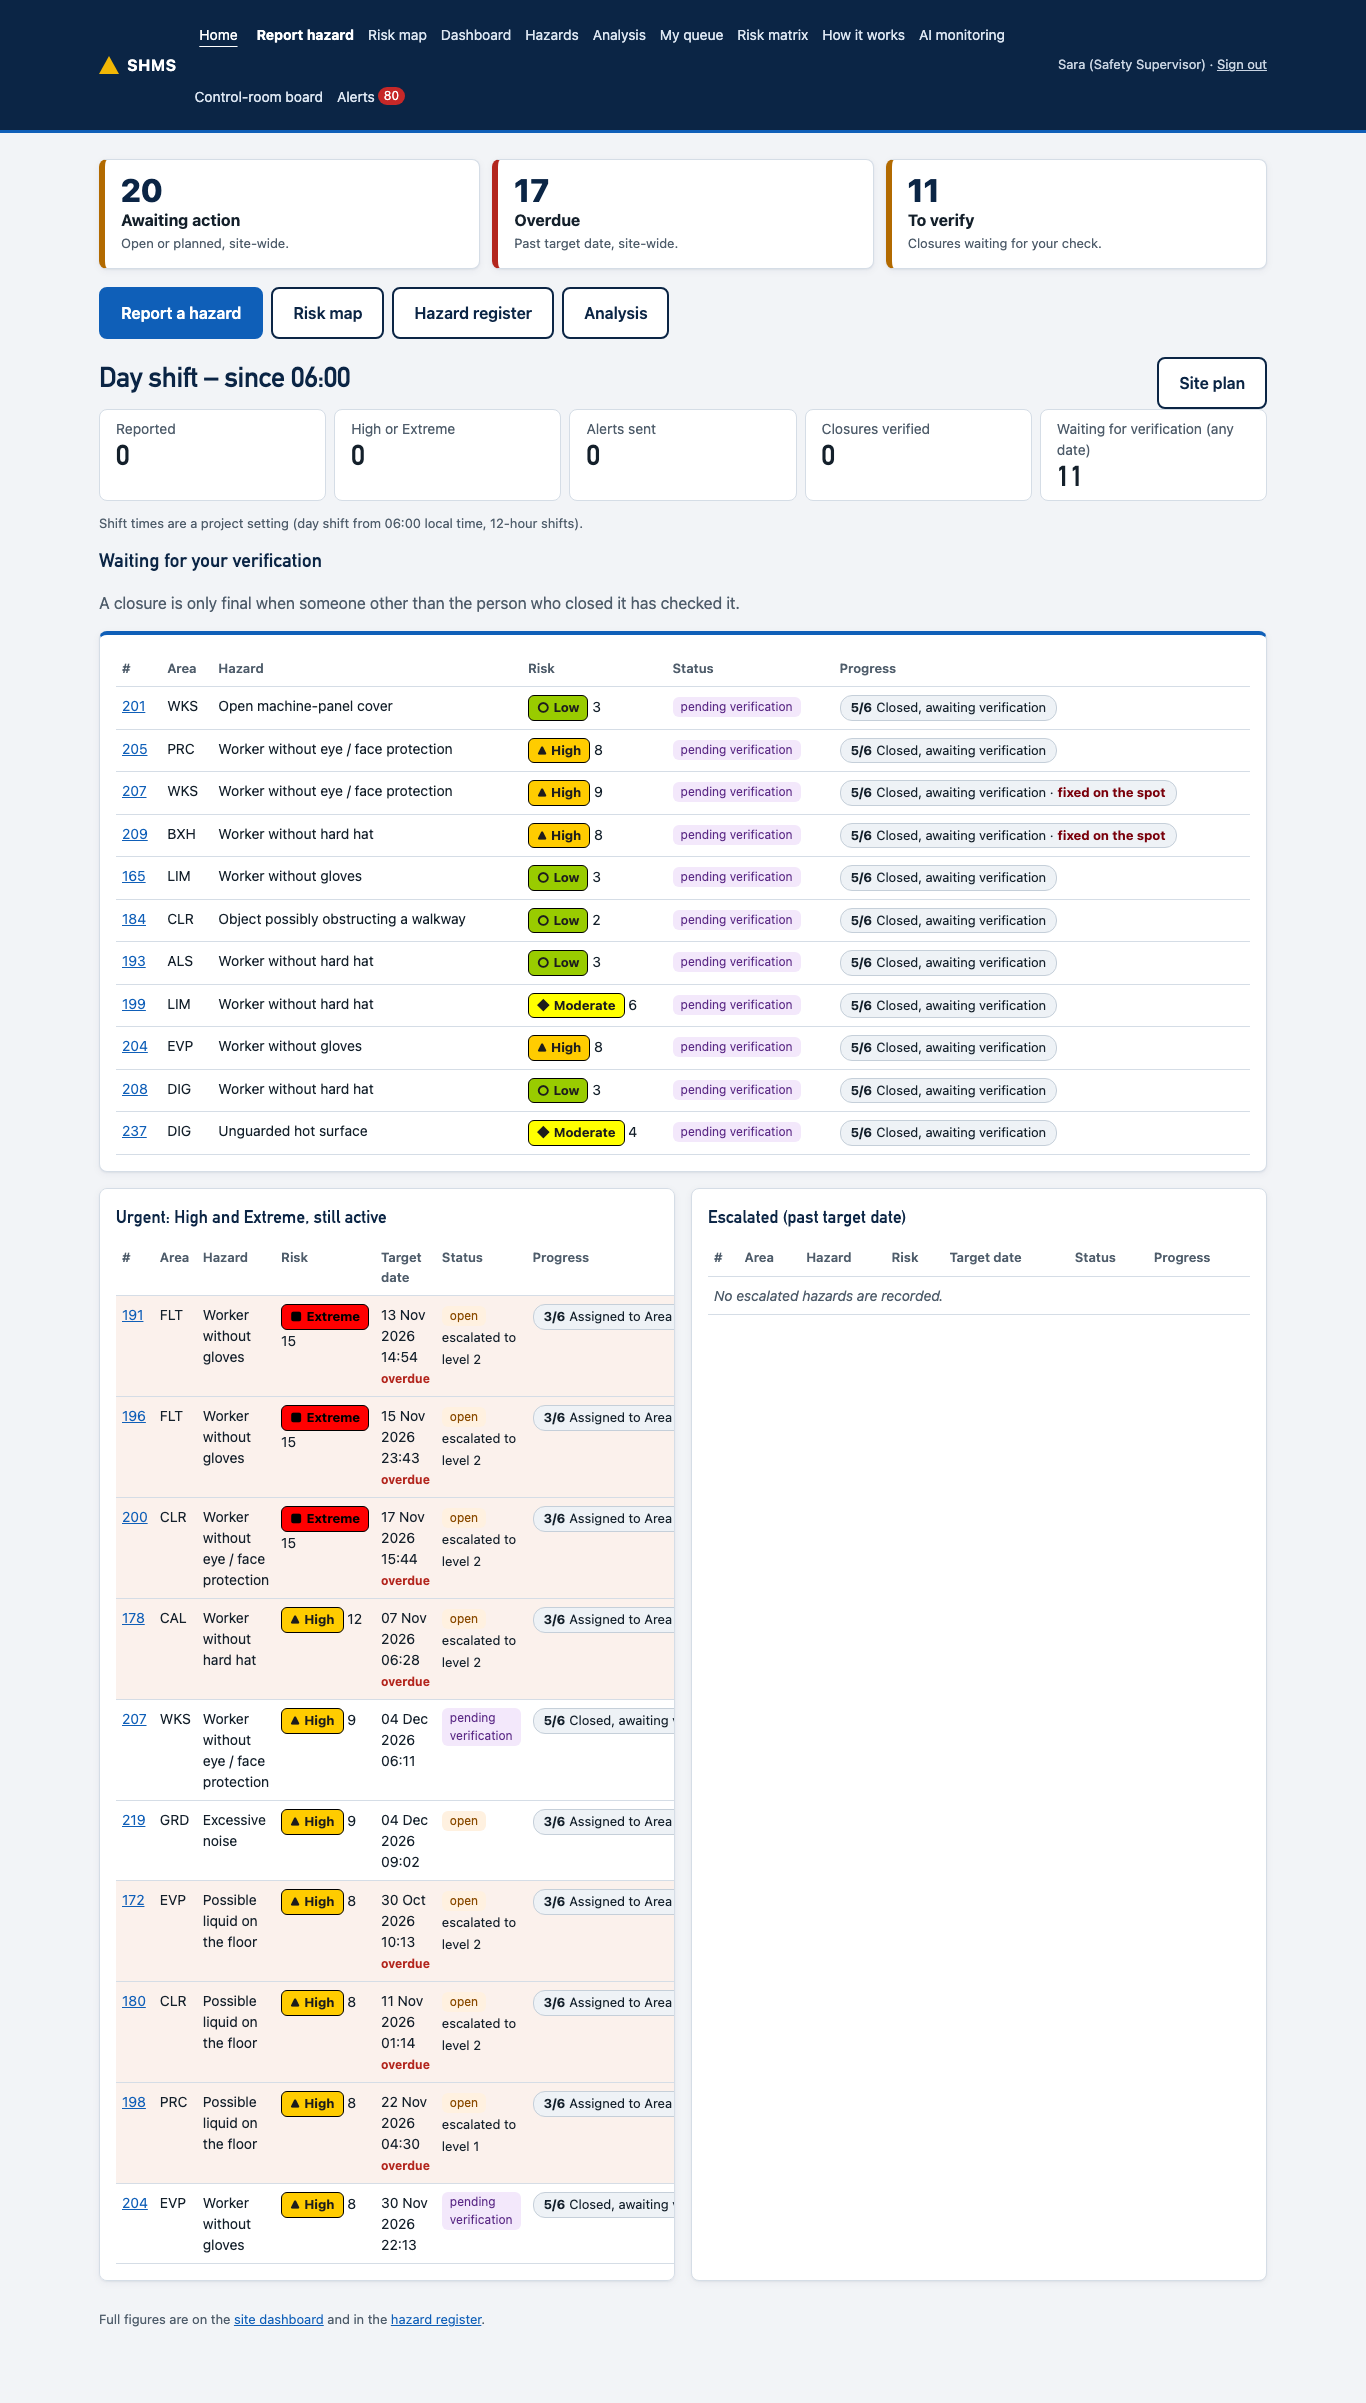 SHMS
Home Report hazard Risk map Dashboard Hazards Analysis My queue Risk matrix How it works AI monitoring
Control-room board Alerts 80
Sara (Safety Supervisor) · Sign out
20
Awaiting action
Open or planned, site-wide.
17
Overdue
Past target date, site-wide.
11
To verify
Closures waiting for your check.
Report a hazard Risk map Hazard register Analysis
Day shift – since 06:00
Site plan
Reported
0
High or Extreme
0
Alerts sent
0
Closures verified
0
Waiting for verification (any
date)
11
Shift times are a project setting (day shift from 06:00 local time, 12-hour shifts).
Waiting for your verification
A closure is only final when someone other than the person who closed it has checked it.
# Area Hazard Risk Status Progress
201 WKS Open machine-panel cover Low 3 pending verification 5/6 Closed, awaiting verification
205 PRC Worker without eye / face protection High 8 pending verification 5/6 Closed, awaiting verification
207 WKS Worker without eye / face protection High 9 pending verification 5/6 Closed, awaiting verification · fixed on the spot
209 BXH Worker without hard hat High 8 pending verification 5/6 Closed, awaiting verification · fixed on the spot
165 LIM Worker without gloves Low 3 pending verification 5/6 Closed, awaiting verification
184 CLR Object possibly obstructing a walkway Low 2 pending verification 5/6 Closed, awaiting verification
193 ALS Worker without hard hat Low 3 pending verification 5/6 Closed, awaiting verification
199 LIM Worker without hard hat Moderate 6 pending verification 5/6 Closed, awaiting verification
204 EVP Worker without gloves High 8 pending verification 5/6 Closed, awaiting verification
208 DIG Worker without hard hat Low 3 pending verification 5/6 Closed, awaiting verification
237 DIG Unguarded hot surface Moderate 4 pending verification 5/6 Closed, awaiting verification
Urgent: High and Extreme, still active
# Area Hazard Risk Target Status Progress
date
191 FLT Worker Extreme 13 Nov open 3/6 Assigned to Area
without 15 2026 escalated to
gloves 14:54 level 2
overdue
196 FLT Worker Extreme 15 Nov open 3/6 Assigned to Area
without 15 2026 escalated to
gloves 23:43 level 2
overdue
200 CLR Worker Extreme 17 Nov open 3/6 Assigned to Area
without 15 2026 escalated to
eye / face 15:44 level 2
protection overdue
178 CAL Worker High 12 07 Nov open 3/6 Assigned to Area
without 2026 escalated to
hard hat 06:28 level 2
overdue
207 WKS Worker High 9 04 Dec pending 5/6 Closed, awaiting
without 2026 verification
eye / face 06:11
protection
219 GRD Excessive High 9 04 Dec open 3/6 Assigned to Area
noise 2026
09:02
172 EVP Possible High 8 30 Oct open 3/6 Assigned to Area
liquid on 2026 escalated to
the floor 10:13 level 2
overdue
180 CLR Possible High 8 11 Nov open 3/6 Assigned to Area
liquid on 2026 escalated to
the floor 01:14 level 2
overdue
198 PRC Possible High 8 22 Nov open 3/6 Assigned to Area
liquid on 2026 escalated to
the floor 04:30 level 1
overdue
204 EVP Worker High 8 30 Nov pending 5/6 Closed, awaiting
without 2026 verification
gloves 22:13
Escalated (past target date)
# Area Hazard Risk Target date Status Progress
No escalated hazards are recorded.
Full figures are on the site dashboard and in the hazard register.